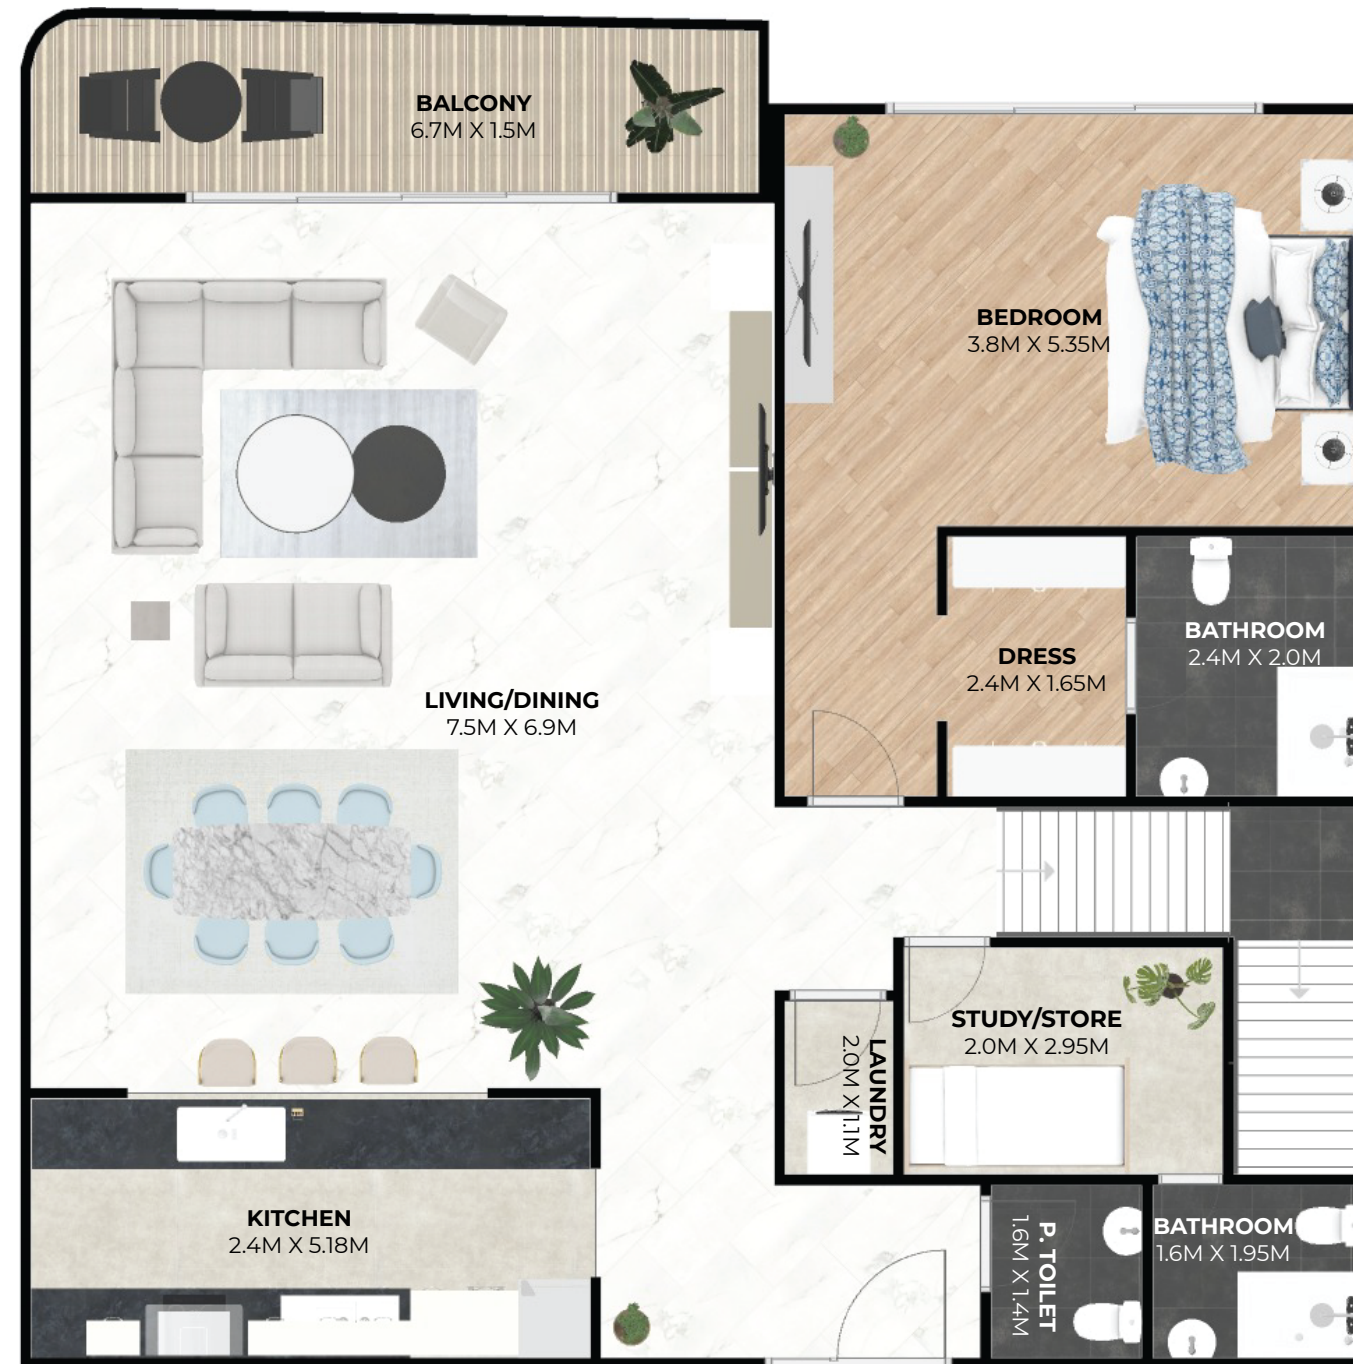 BALCONY
6.7M X 1.5M
BEDROOM
3.8M X 5.35M
BATHROOM
2.4M X 2.0M
DRESS
2.4M X 1.65M
LIVING/DINING
7.5M X 6.9M
STUDY/STORE
2.0M X 2.95M
LAUNDRY
2.0M X 1.1M
KITCHEN
2.4M X 5.18M
P. TOILET
1.6M X 1.4M
BATHROOM
1.6M X 1.95M